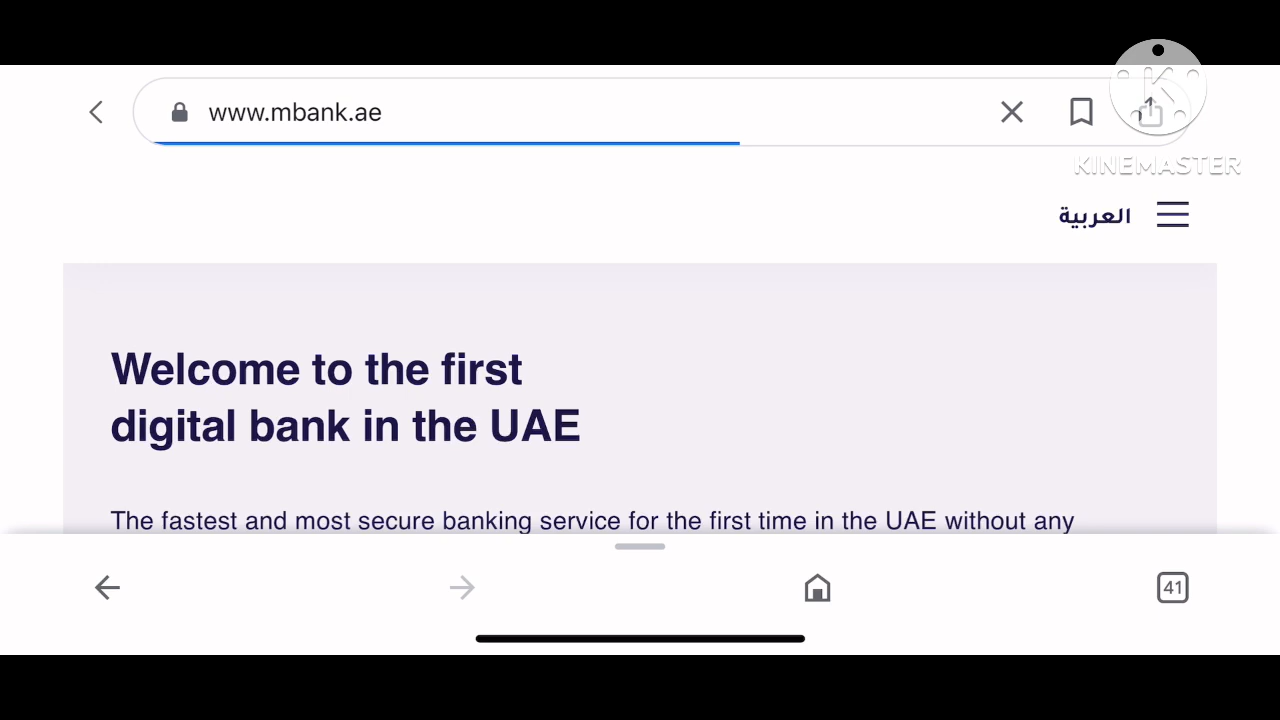 www.mbank.ae
KINEMASTER
العربية
Welcome to the first
digital bank in the UAE
The fastest and most secure banking service for the first time in the UAE without any
41